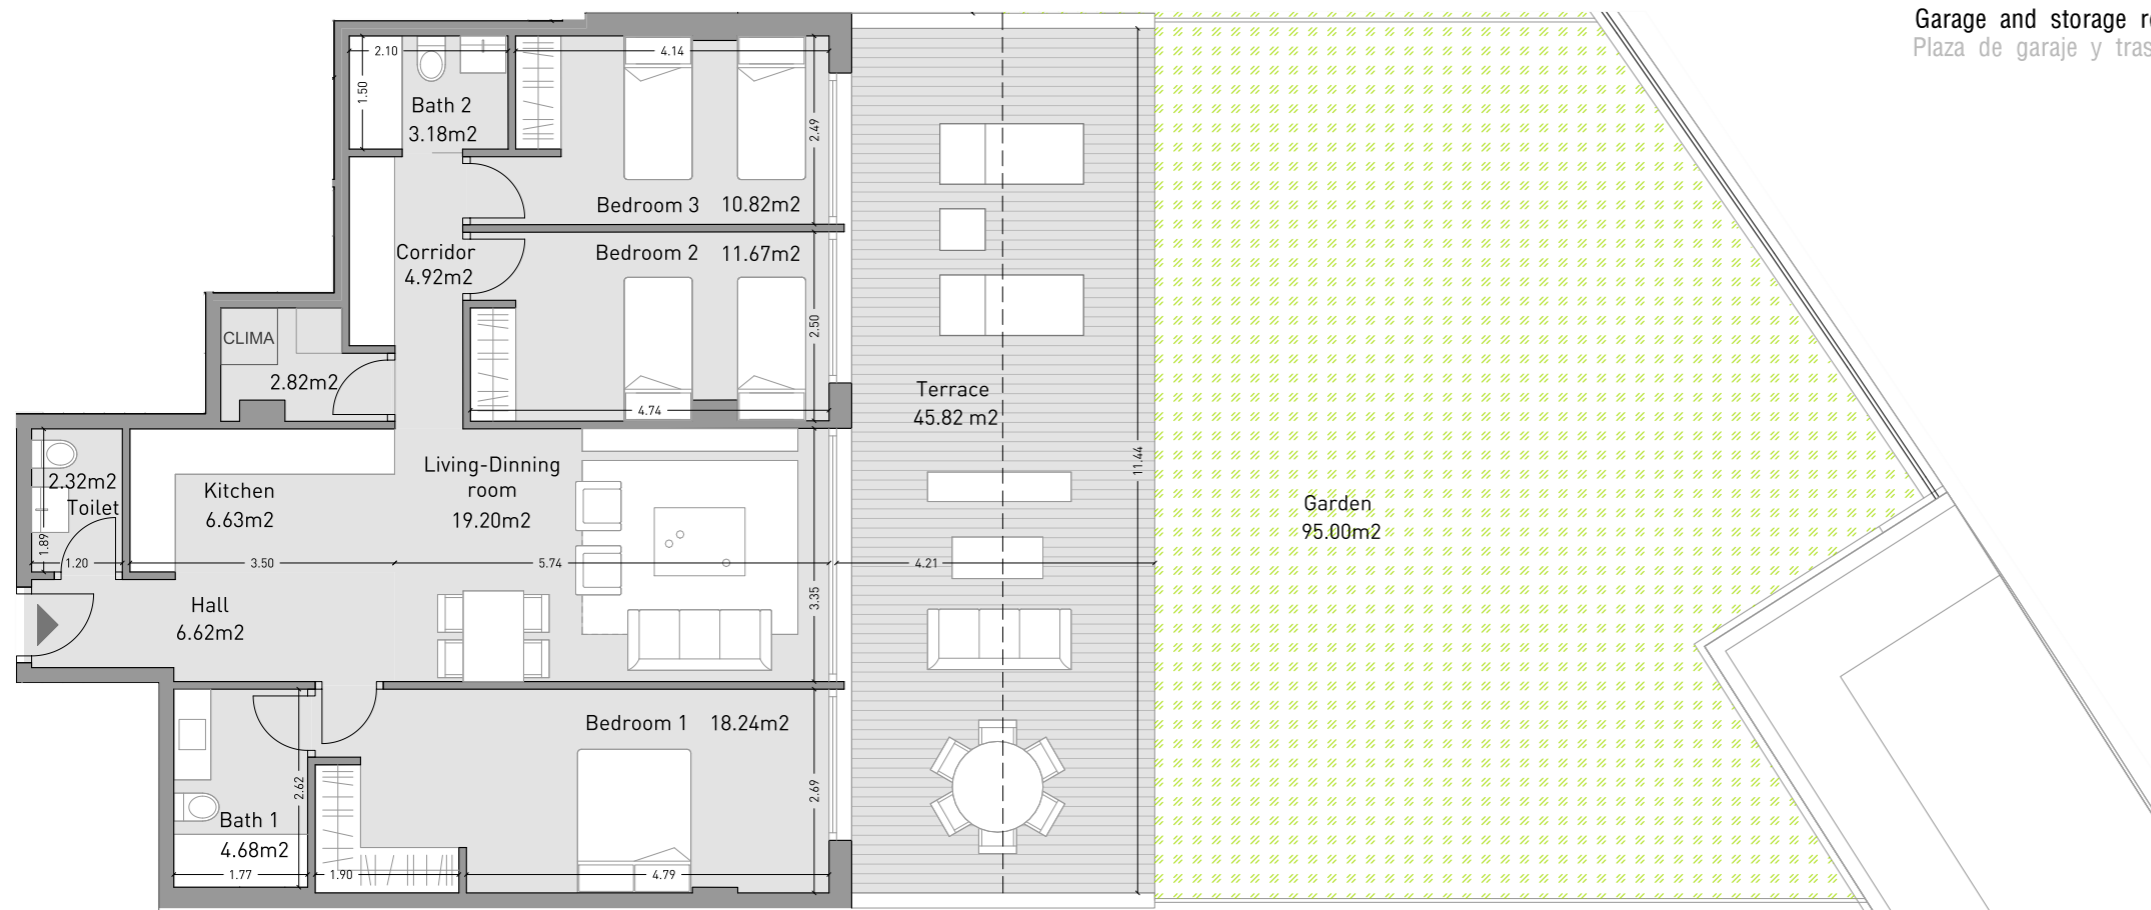 Garage and storage
Plaza de garaje y
2.10
4.14
1.50
Bath 2
3.18m2
2.49
Bedroom 3 10.82m2
Corridor
4.92m2
Bedroom 2 11.67m2
2.50
CLIMA
2.82m2
4.74
Terrace
45.82 m2
11.44
2.32m2
Toilet
1.89
1.20
Kitchen
6.63m2
3.50
Living-Dinning
room
19.20m2
5.74
4.21
3.35
Garden
95.00m2
Hall
6.62m2
Bedroom 1 18.24m2
2.62
2.69
Bath 1
4.68m2
1.77
1.90
4.79